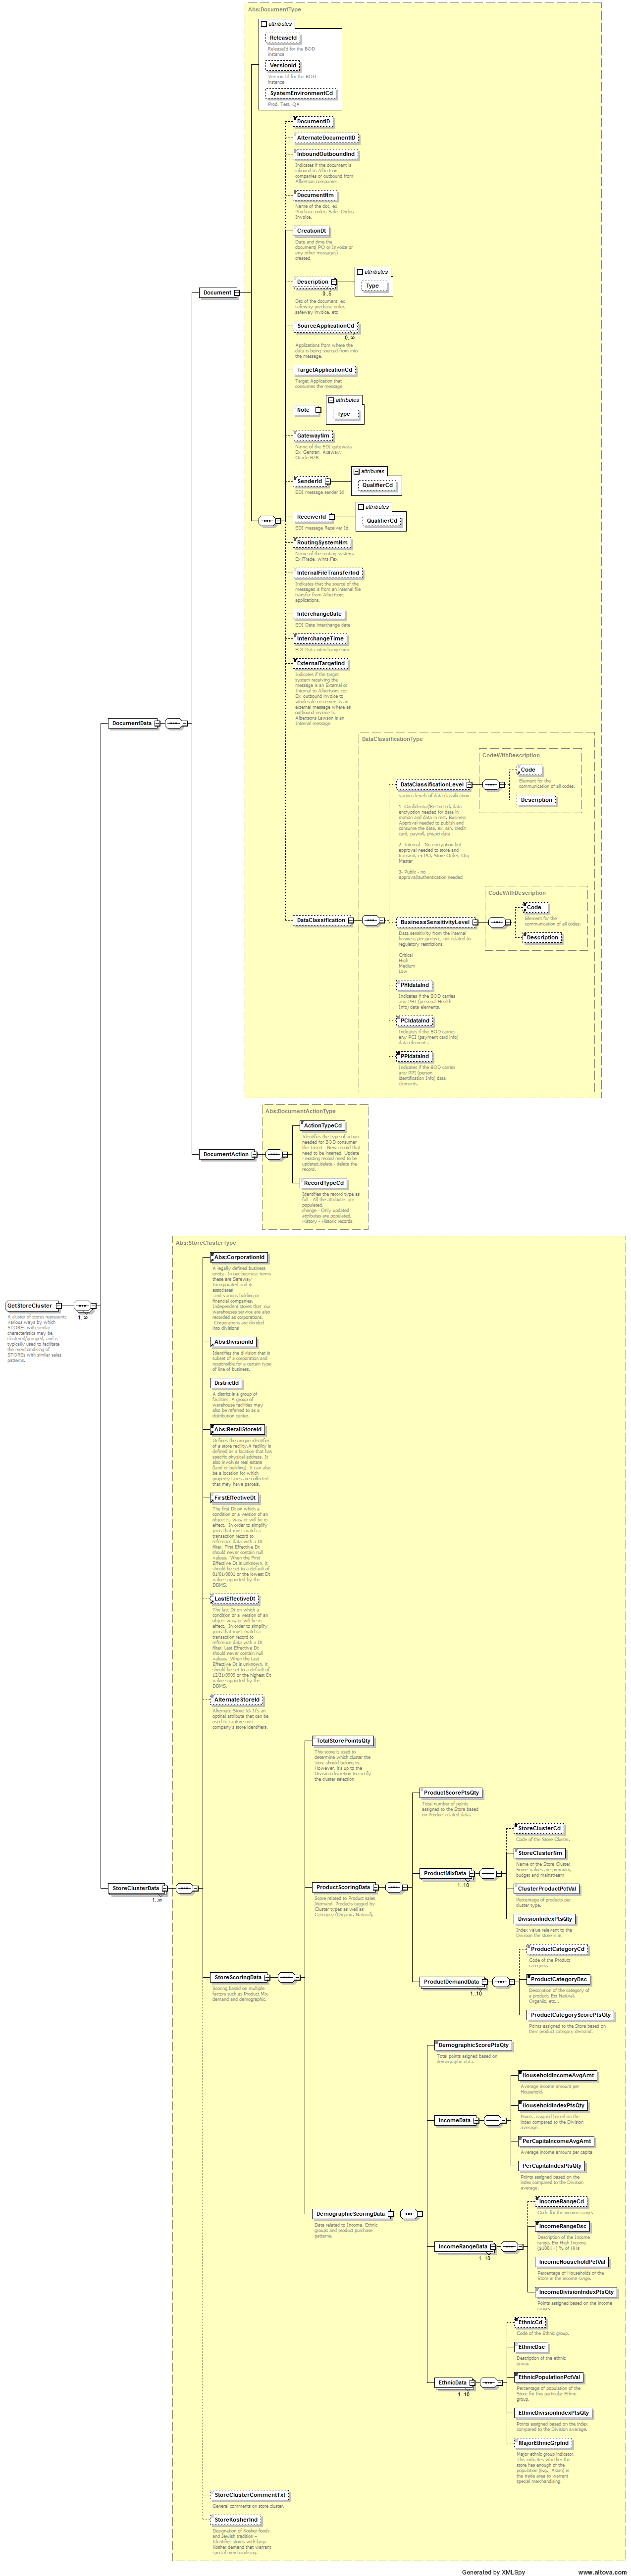 Abs:DocumentType
attributes
ReleaseId
ReleaseId for the BOD
instance
VersionId
Version Id for the BOD
instance
SystemEnvironmentCd
Prod, Test, QA
DocumentID
AlternateDocumentID
InboundOutboundInd
Indicates if the document is
inbound to Albertson
companies or outbound from
Albertson companies.
DocumentNm
Name of the doc. ex
Purchase order, Sales Order,
Invoice.
CreationDt
Date and time the
document( PO or Invoice or
any other messages)
created.
Description
attributes
Type
0..5
Disc of the document. ex
safeway purchase order,
safeway invoice..etc
SourceApplicationCd
0..∞
Applications from where the
data is being sourced from into
the message.
TargetApplicationCd
Target Application that
consumes the message.
Note
attributes
Type
GatewayNm
Name of the EDI gateway.
Ex: Gentran, Axaway,
Oracle B2B
SenderId
attributes
QualifierCd
EDI message sender Id
ReceiverId
attributes
QualifierCd
EDI message Receiver Id
RoutingSystemNm
Name of the routing system.
Ex ITrade, wims Fax
InternalFileTransferInd
Indicates that the source of the
messages is from an internal file
transfer from Albertsons
applications.
InterchangeDate
EDI Data interchange date
InterchangeTime
EDI Data interchange time
ExternalTargetInd
Indicates if the target
system receiving the
message is an External or
Internal to Albertsons cos.
Ex: outbound invoice to
wholesale customers is an
external message where as
outbound invoice to
Albertsons Lawson is an
Internal message.
Document
DocumentData
DataClassificationType
DataClassification
DataClassificationLevel
various levels of data classification
1- Confidential/Restricted, data
encryption needed for data in
motion and data in rest. Business
Approval needed to publish and
consume the data. ex: ssn, credit
card, payroll, phi,pci data
2- Internal - No encryption but
approval needed to store and
transmit, ex PO, Store Order, Org
Master
3- Public - no
approval/authentication needed
CodeWithDescription
Code
Element for the
communication of all codes.
Description
BusinessSensitivityLevel
Data sensitivity from the internal
business perspective, not related to
regulatory restrictions.
Critical
High
Medium
Low
CodeWithDescription
Code
Element for the
communication of all codes.
Description
PHIdataInd
Indicates if the BOD carries
any PHI (personal Health
Info) data elements.
PCIdataInd
Indicates if the BOD carries
any PCI (payment card info)
data elements.
PPIdataInd
Indicates if the BOD carries
any PPI (person
identification Info) data
elements.
Abs:DocumentActionType
DocumentAction
ActionTypeCd
Identifies the type of action
needed for BOD consumer
like Insert - New record that
need to be inserted, Update
- existing record need to be
updated,delete - delete the
record.
RecordTypeCd
Identifies the record type as
full - All the attributes are
populated,
change - Only updated
attributes are populated,
History - Historic records.
GetStoreCluster
1..∞
A cluster of stores represents
various ways by which
STOREs with similar
characteristics may be
clustered/grouped, and is
typically used to facilitate
the merchandising of
STOREs with similar sales
patterns.
Abs:StoreClusterType
Abs:CorporationId
A legally defined business
entity. In our business terms
these are Safeway
Incorporated and its
associates
and various holding or
financial companies.
Independent stores that our
warehouses service are also
recorded as corporations.
Corporations are divided
into divisions
Abs:DivisionId
Identifies the division that is
subset of a corporation and
responsible for a certain type
of line of business.
DistrictId
A district is a group of
facilities. A group of
warehouse facilities may
also be referred to as a
distribution center.
Abs:RetailStoreId
Defines the unique identifier
of a store facility.A facility is
defined as a location that has
specific physical address. It
also involves real estate
(land or building). It can also
be a location for which
property taxes are collected
that may have parcels.
FirstEffectiveDt
The first Dt on which a
condition or a version of an
object is, was, or will be in
effect. In order to simplify
joins that must match a
transaction record to
reference data with a Dt
filter, First Effective Dt
should never contain null
values. When the First
Effective Dt is unknown, it
should be set to a default of
01/01/0001 or the lowest Dt
value supported by the
DBMS.
LastEffectiveDt
The last Dt on which a
condition or a version of an
object was, or will be in
effect. In order to simplify
joins that must match a
transaction record to
reference data with a Dt
filter, Last Effective Dt
should never contain null
values. When the Last
Effective Dt is unknown, it
should be set to a default of
12/31/9999 or the highest Dt
value supported by the
DBMS.
AlternateStoreId
Alternate Store Id. It's an
optinal attribute that can be
used to capture non
company's store identifiers.
StoreClusterData
1..∞
StoreScoringData
Scoring based on multiple
factors such as Product Mix,
demand and demographic.
TotalStorePointsQty
This score is used to
determine which cluster the
store should belong to.
However, it's up to the
Division discretion to rectify
the cluster selection.
ProductScoringData
Score related to Product sales
demand. Products tagged by
Cluster types as well as
Category (Organic, Natural).
ProductScorePtsQty
Total number of points
assigned to the Store based
on Product related data.
ProductMixData
1..10
StoreClusterCd
Code of the Store Cluster.
StoreClusterNm
Name of the Store Cluster.
Some values are premium,
budget and mainstream.
ClusterProductPctVal
Percentage of products per
cluster type.
DivisionIndexPtsQty
Index value relevant to the
Division the store is in.
ProductDemandData
1..10
ProductCategoryCd
Code of the Product
category.
ProductCategoryDsc
Description of the category
of a product. Ex: Natural,
Organic, etc...
ProductCategoryScorePtsQty
Points assigned to the Store based on
their product category demand.
DemographicScoringData
Data related to Income, Ethnic
groups and product purchase
patterns.
DemographicScorePtsQty
Total points asigned based on
demographic data.
IncomeData
HouseholdIncomeAvgAmt
Average income amount per
Household.
HouseholdIndexPtsQty
Points assigned based on the
index compared to the Division
average.
PerCapitaIncomeAvgAmt
Average income amount per capita.
PerCapitaIndexPtsQty
Points assigned based on the
index compared to the Division
average.
IncomeRangeData
1..10
IncomeRangeCd
Code for the income range.
IncomeRangeDsc
Description of the Income
range. Ex: High Income
($100K+) % of HHs
IncomeHouseholdPctVal
Percentage of Households of the
Store in the income range.
IncomeDivisionIndexPtsQty
Points assigned based on the income
range.
EthnicData
1..10
EthnicCd
Code of the Ethnic group.
EthnicDsc
Description of the ethnic
group.
EthnicPopulationPctVal
Percentage of population of the
Store for this particular Ethnic
group.
EthnicDivisionIndexPtsQty
Points assigned based on the index
compared to the Division average.
MajorEthnicGrpInd
Major ethnic group indicator.
This indicates whether the
store has enough of the
population (e.g., Asian) in
the trade area to warrant
special merchandising.
StoreClusterCommentTxt
General comments on store cluster.
StoreKosherInd
Designation of Kosher foods
and Jewish tradition --
Identifies stores with large
Kosher demand that warrant
special merchandising.
Generated by XMLSpy
www.altova.com